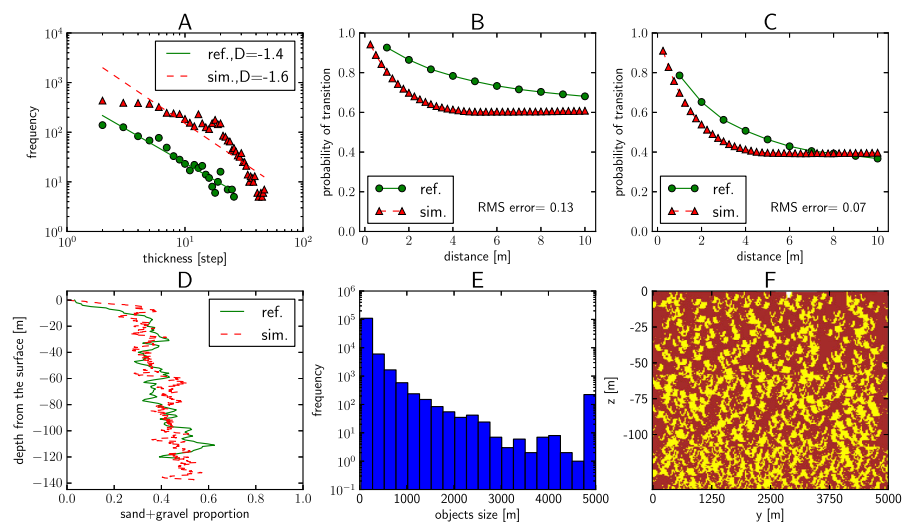 A
10^4
10^3
10^2
10^1
10^0
frequency
ref.,D=-1.4
sim.,D=-1.6
10^0
10^1
10^2
thickness [step]
B
1.0
0.8
0.6
0.4
0.2
0.0
probability of transition
ref.
sim.
RMS error= 0.13
0
2
4
6
8
10
distance [m]
C
1.0
0.8
0.6
0.4
0.2
0.0
probability of transition
ref.
sim.
RMS error= 0.07
0
2
4
6
8
10
distance [m]
D
0
−20
−40
−60
−80
−100
−120
−140
depth from the surface [m]
ref.
sim.
0.0
0.2
0.4
0.6
0.8
1.0
sand+gravel proportion
E
10^6
10^5
10^4
10^3
10^2
10^1
10^0
10^−1
frequency
0
1000
2000
3000
4000
5000
objects size [m]
F
0
-25
-50
-75
-100
z [m]
0
1250
2500
3750
5000
y [m]